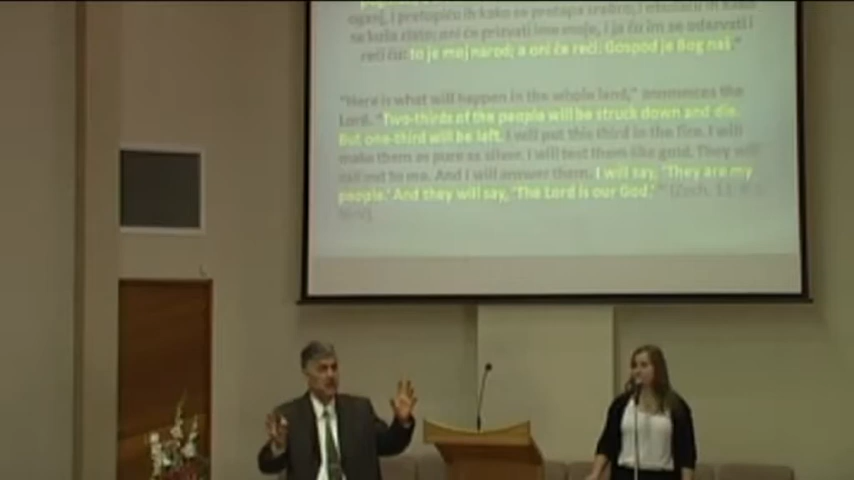 oganj, i pretopiću ih kako se pretapa srebro, i
se kuša zlato; oni će prizvati ime moje, i ja ću im se odazvati i
reći ću: to je moj narod; a oni će reći: Gospod je Bog naš."
"Here is what will happen in the whole land," announces the
Lord. "Two-thirds of the people will be struck down and die.
But one-third will be left. I will put this third in the fire. I will
make them as pure as silver. I will test them like gold. They will
call out to me. And I will answer them. I will say, 'They are my
people.' And they will say, 'The Lord is our God.' " (Zech.